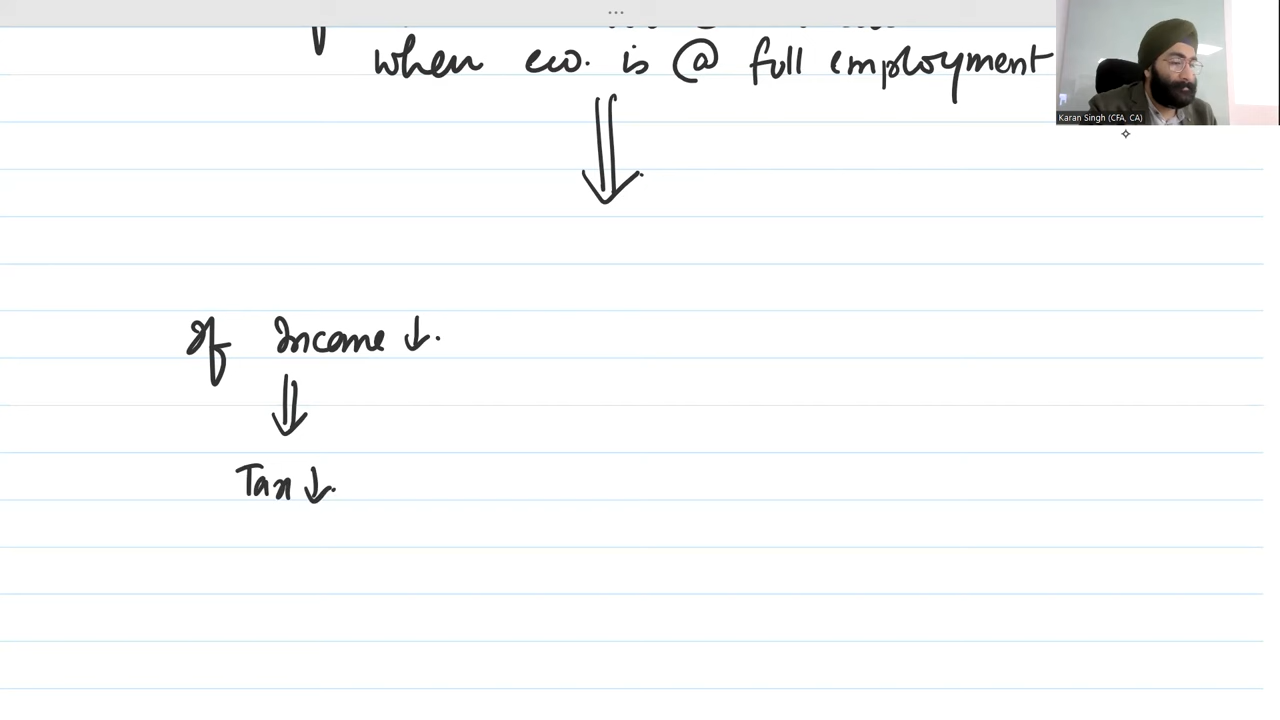 when eco. is @ full employment
Karan Singh (CFA, CA)
If Income ↓.
⇓
Tax ↓.